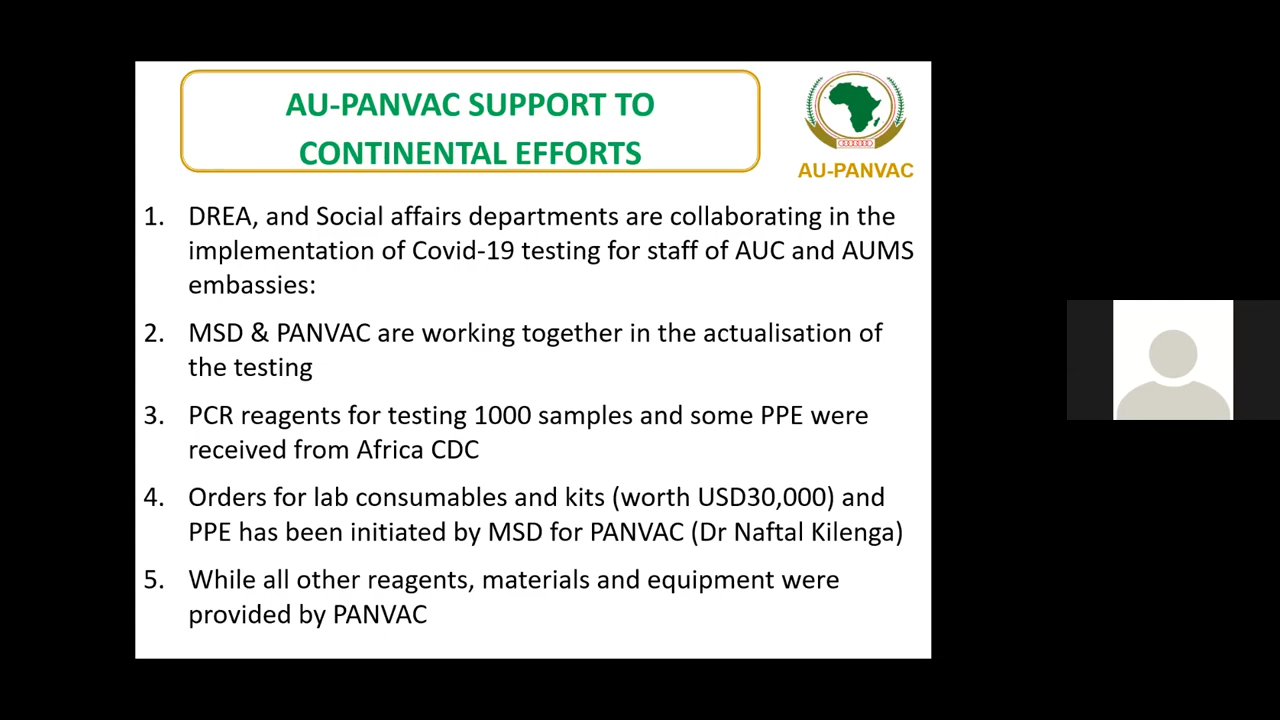 AU-PANVAC SUPPORT TO
CONTINENTAL EFFORTS
AU-PANVAC
1. DREA, and Social affairs departments are collaborating in the
implementation of Covid-19 testing for staff of AUC and AUMS
embassies:
2. MSD & PANVAC are working together in the actualisation of
the testing
3. PCR reagents for testing 1000 samples and some PPE were
received from Africa CDC
4. Orders for lab consumables and kits (worth USD30,000) and
PPE has been initiated by MSD for PANVAC (Dr Naftal Kilenga)
5. While all other reagents, materials and equipment were
provided by PANVAC